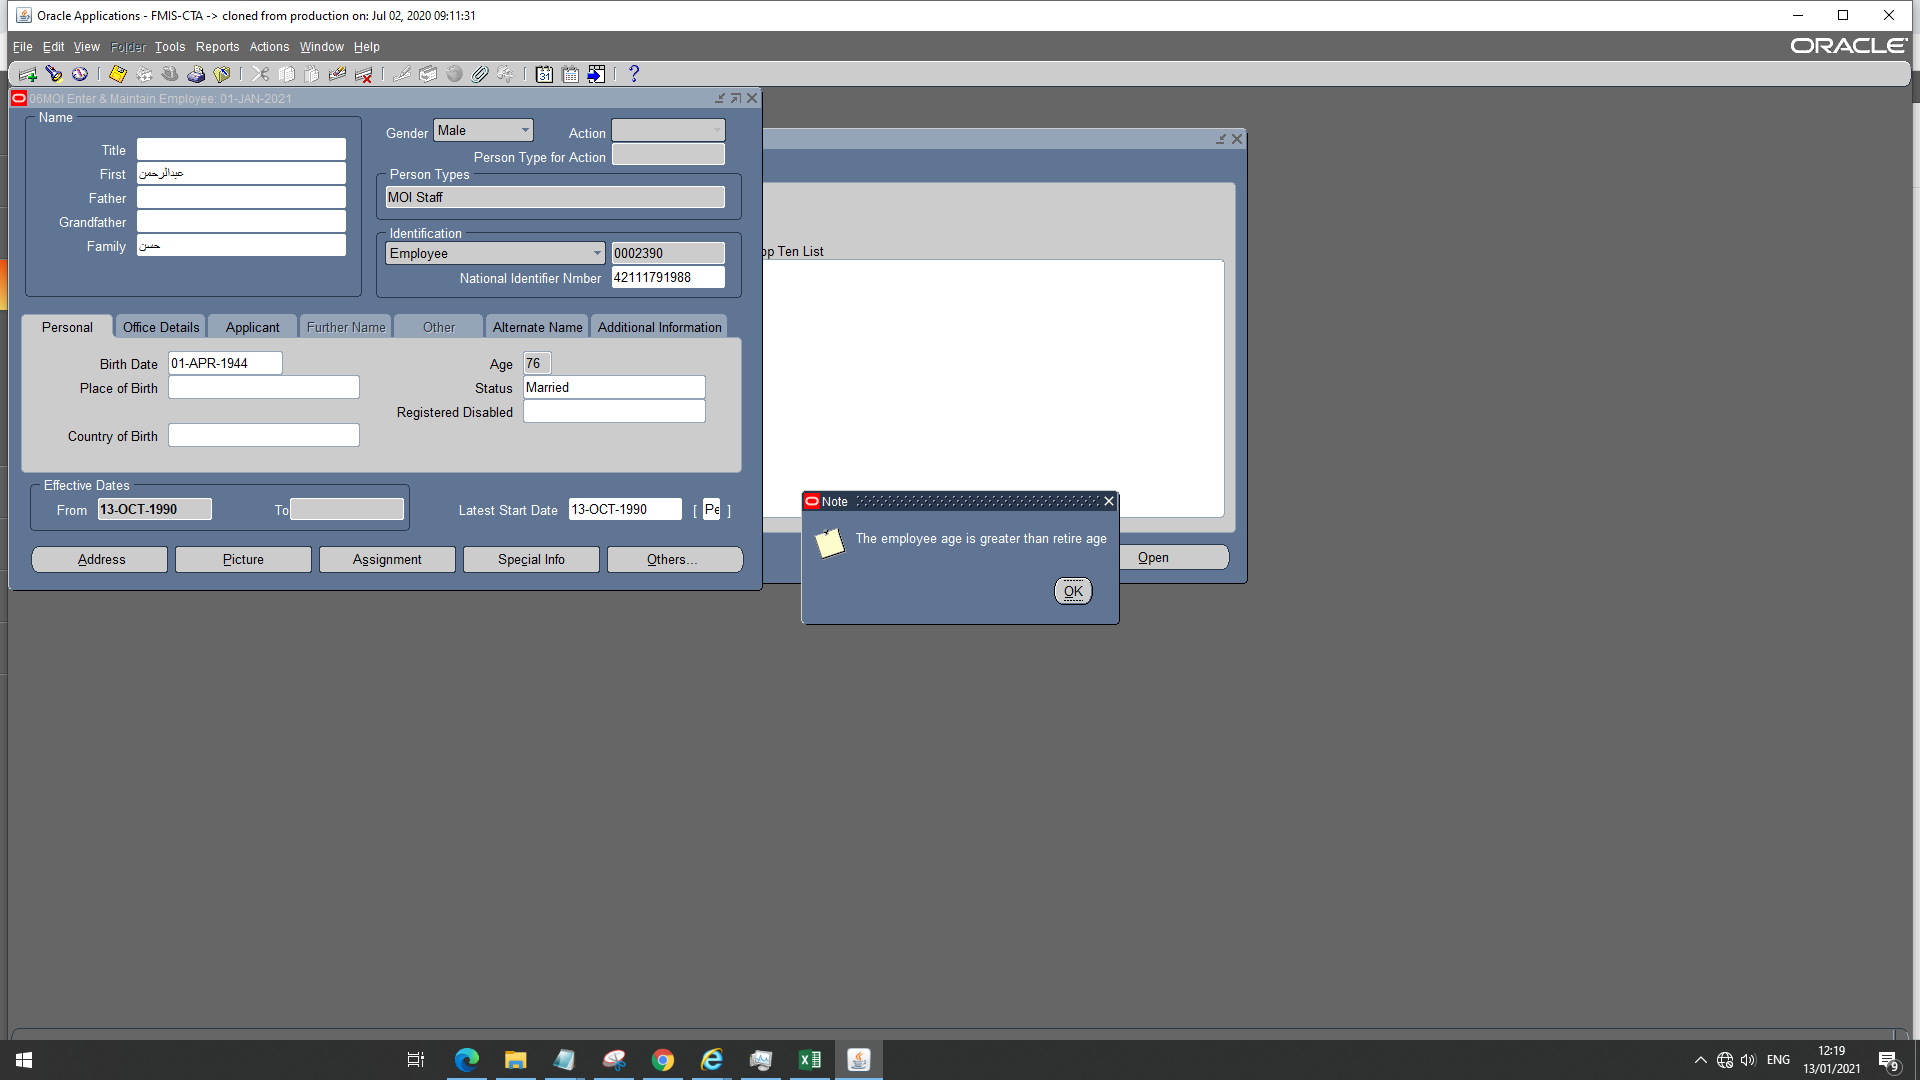 Oracle Applications - FMIS-CTA -> cloned from production on: Jul 02, 2020 09:11:31
File Edit View Folder Tools Reports Actions Window Help
ORACLE
06MOI Enter & Maintain Employee: 01-JAN-2021
Name
Title
First عبدالرحمن
Father
Grandfather
Family حسن
Gender Male
Action
Person Type for Action
Person Types
MOI Staff
Identification
Employee 0002390
National Identifier Nmber 42111791988
op Ten List
Personal Office Details Applicant Further Name Other Alternate Name Additional Information
Birth Date 01-APR-1944
Age 76
Place of Birth
Status Married
Registered Disabled
Country of Birth
Effective Dates
From 13-OCT-1990 To
Latest Start Date 13-OCT-1990 [ Pe ]
Address Picture Assignment Special Info Others...
Note
The employee age is greater than retire age
OK
Open
ENG
12:19
13/01/2021
9